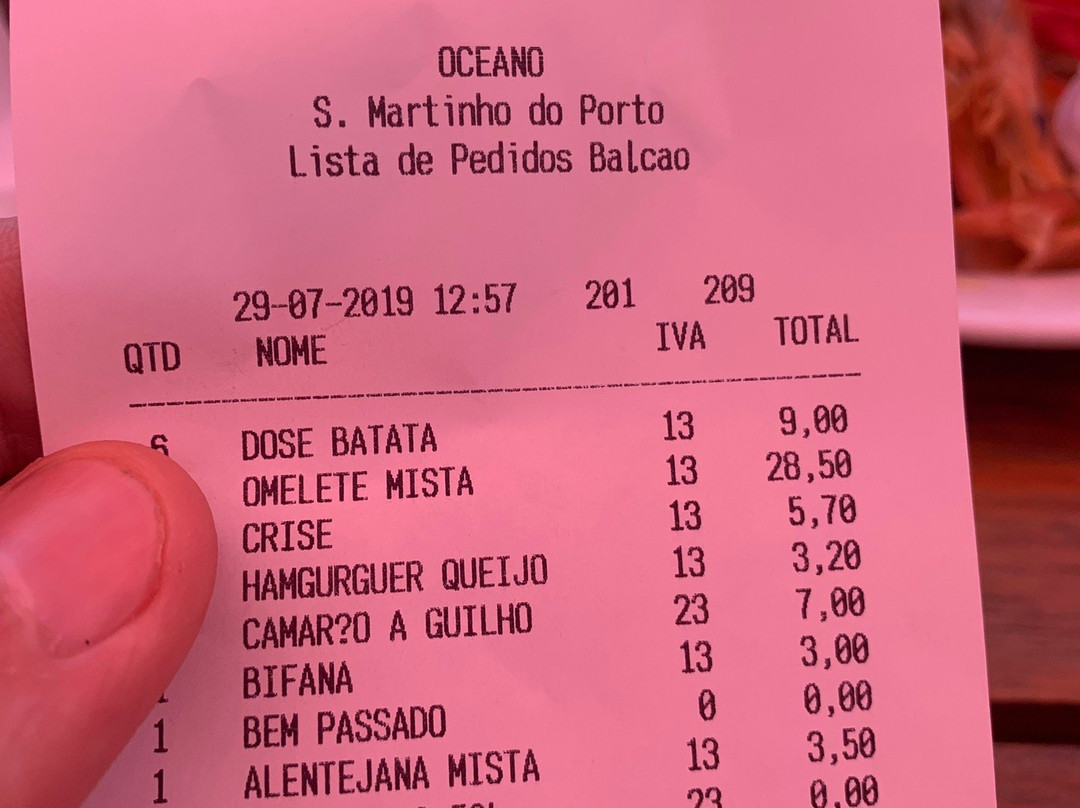 OCEANO
S. Martinho do Porto
Lista de Pedidos Balcao
29-07-2019 12:57 201 209
QTD NOME IVA TOTAL
DOSE BATATA 13 9,00
OMELETE MISTA 13 28,50
CRISE 13 5,70
HAMGURGUER QUEIJO 13 3,20
CAMAR?O A GUILHO 23 7,00
BIFANA 13 3,00
1 BEM PASSADO 0 0,00
1 ALENTEJANA MISTA 13 3,50
23 0,00